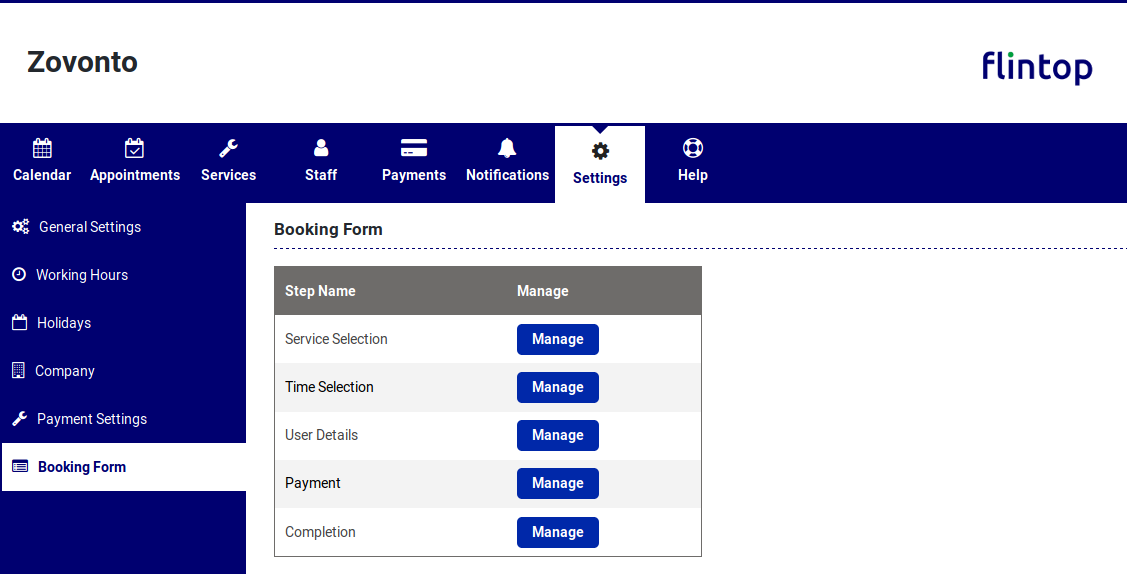 Zovonto
flintop
Calendar Appointments Services Staff Payments Notifications Settings Help
General Settings
Working Hours
Holidays
Company
Payment Settings
Booking Form
Booking Form
Step Name Manage
Service Selection Manage
Time Selection Manage
User Details Manage
Payment Manage
Completion Manage